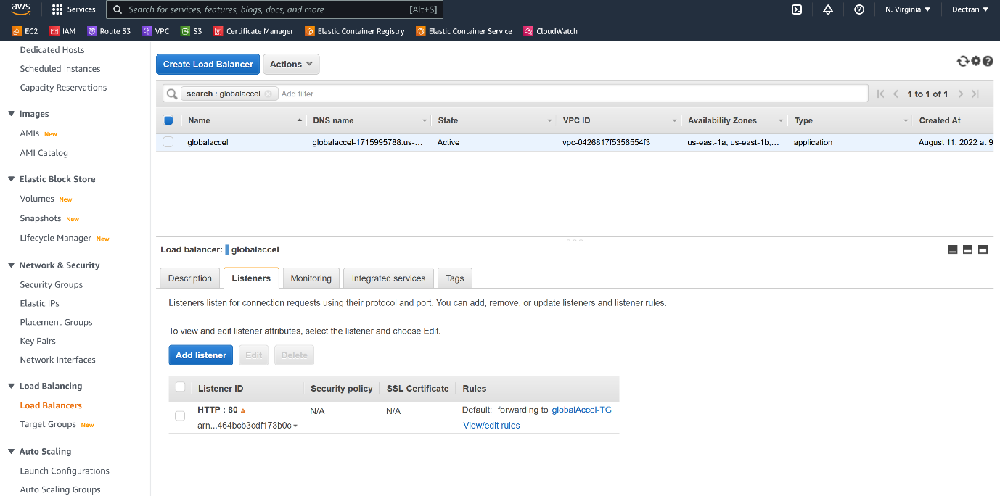 aws Services Search for services, features, blogs, docs, and more [Alt+S] N. Virginia Dectran
EC2 IAM Route 53 VPC S3 Certificate Manager Elastic Container Registry Elastic Container Service CloudWatch
Dedicated Hosts
Scheduled Instances
Capacity Reservations
Images
AMIs New
AMI Catalog
Elastic Block Store
Volumes New
Snapshots New
Lifecycle Manager New
Network & Security
Security Groups
Elastic IPs
Placement Groups
Key Pairs
Network Interfaces
Load Balancing
Load Balancers
Target Groups New
Auto Scaling
Launch Configurations
Auto Scaling Groups
Create Load Balancer Actions
search : globalaccel Add filter 1 to 1 of 1
Name DNS name State VPC ID Availability Zones Type Created At
globalaccel globalaccel-1715995788.us-... Active vpc-0426817f5356554f3 us-east-1a, us-east-1b,... application August 11, 2022 at 9
Load balancer: globalaccel
Description Listeners Monitoring Integrated services Tags
Listeners listen for connection requests using their protocol and port. You can add, remove, or update listeners and listener rules.
To view and edit listener attributes, select the listener and choose Edit.
Add listener Edit Delete
Listener ID Security policy SSL Certificate Rules
HTTP : 80 N/A N/A Default: forwarding to globalAccel-TG
arn...464bcb3cdf173b0c View/edit rules